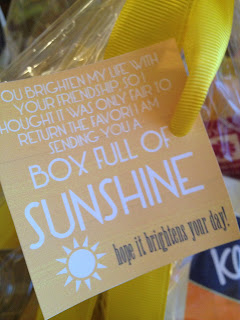 YOU BRIGHTEN MY LIFE WITH
YOUR FRIENDSHIP, SO I
THOUGHT IT WAS ONLY FAIR TO
RETURN THE FAVOR! I AM
SENDING YOU A
BOX FULL OF
SUNSHINE
hope it brightens your day!